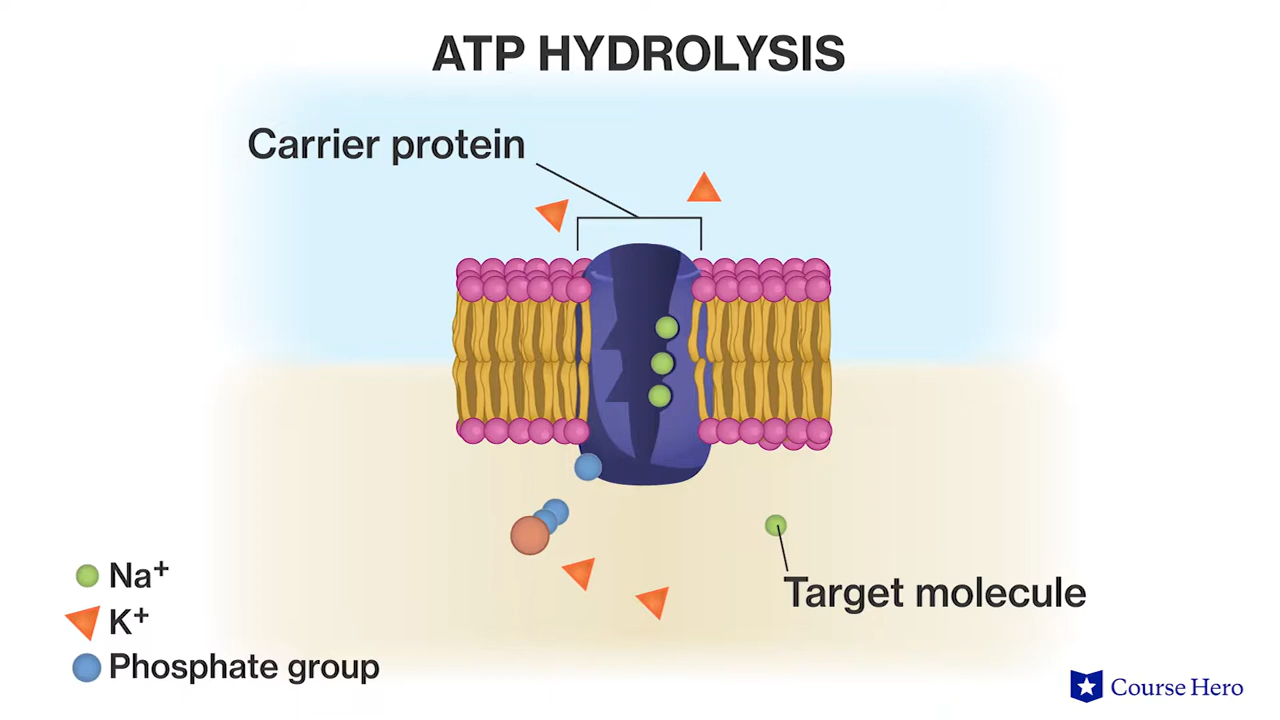 ATP HYDROLYSIS
Carrier protein
Target molecule
Na⁺
K⁺
Phosphate group
Course Hero